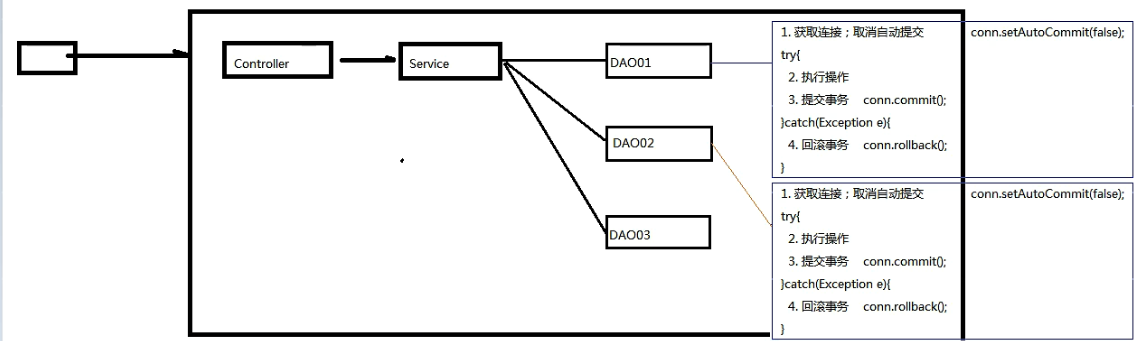 Controller
Service
DAO01
DAO02
DAO03
1. 获取连接；取消自动提交 conn.setAutoCommit(false);
try{
2. 执行操作
3. 提交事务 conn.commit();
}catch(Exception e){
4. 回滚事务 conn.rollback();
}
1. 获取连接；取消自动提交 conn.setAutoCommit(false);
try{
2. 执行操作
3. 提交事务 conn.commit();
}catch(Exception e){
4. 回滚事务 conn.rollback();
}